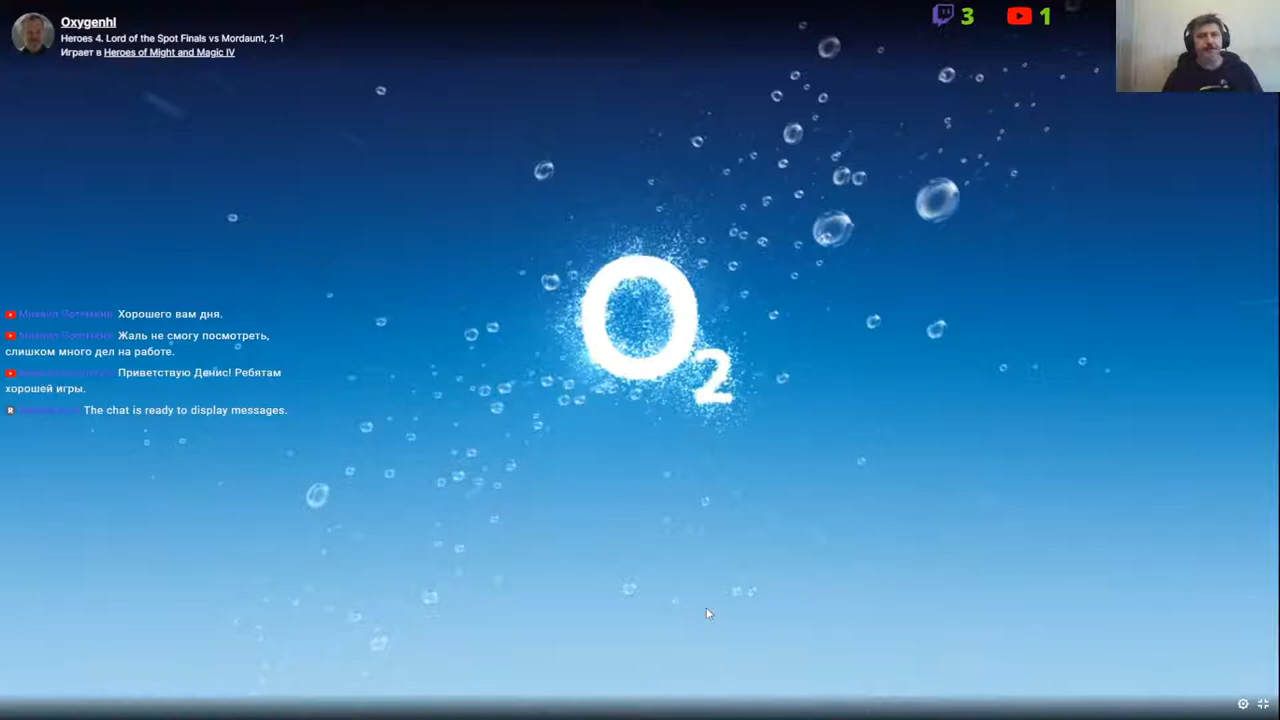 Oxygenhl
Heroes 4. Lord of the Spot Finals vs Mordaunt, 2-1
Играет в Heroes of Might and Magic IV
3
1
O2
Хорошего вам дня.
Жаль не смогу посмотреть,
слишком много дел на работе.
Приветствую Денис! Ребятам
хорошей игры.
R
The chat is ready to display messages.